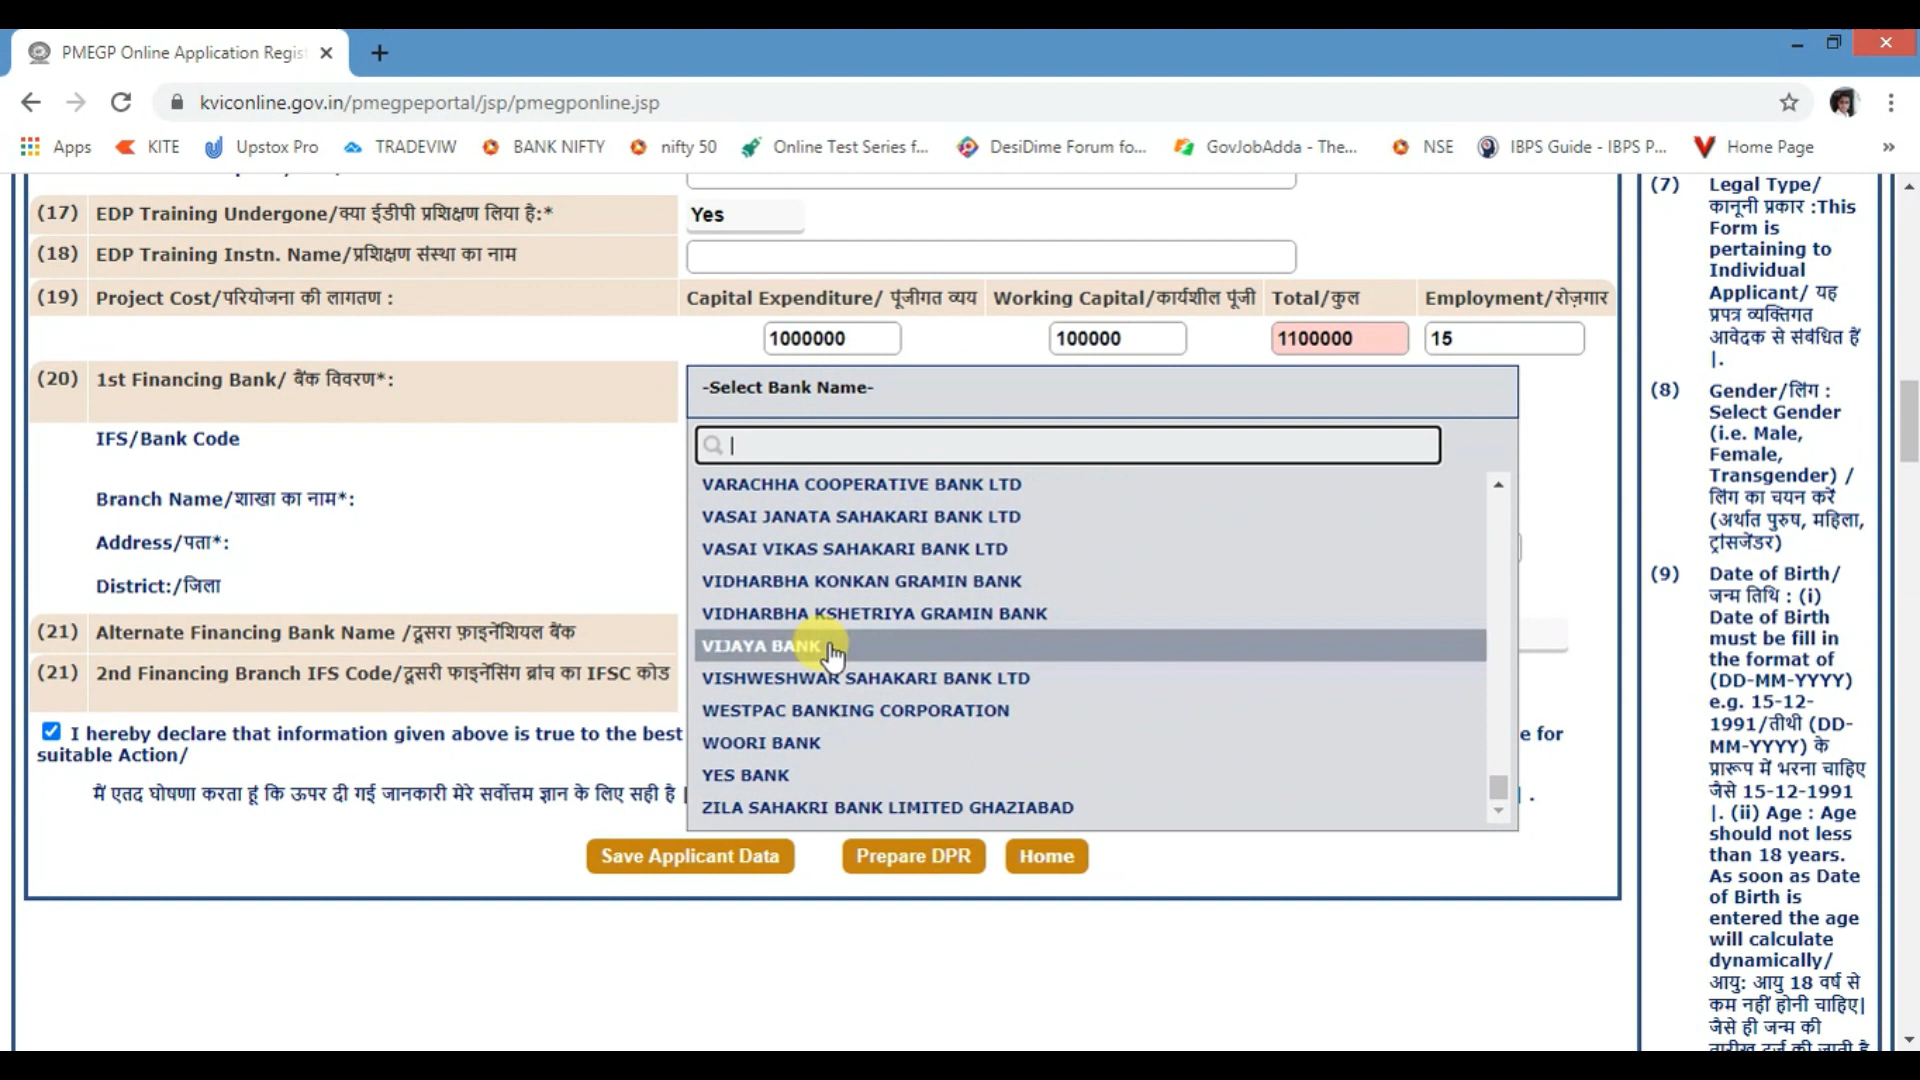 PMEGP Online Application Regis
kviconline.gov.in/pmegpeportal/jsp/pmegponline.jsp
Apps KITE Upstox Pro TRADEVIW BANK NIFTY nifty 50 Online Test Series f... DesiDime Forum fo... GovJobAdda - The... NSE IBPS Guide - IBPS P... Home Page »
(17) EDP Training Undergone/क्या ईडीपी प्रशिक्षण लिया है:* Yes
(18) EDP Training Instn. Name/प्रशिक्षण संस्था का नाम
(19) Project Cost/परियोजना की लागतण : Capital Expenditure/ पूंजीगत व्यय Working Capital/कार्यशील पूंजी Total/कुल Employment/रोज़गार
1000000 100000 1100000 15
(20) 1st Financing Bank/ बैंक विवरण*: -Select Bank Name-
IFS/Bank Code
Branch Name/शाखा का नाम*:
Address/पता*:
District:/जिला
(21) Alternate Financing Bank Name /दूसरा फ़ाइनेंशियल बैंक
(21) 2nd Financing Branch IFS Code/दूसरी फाइनेंसिंग ब्रांच का IFSC कोड
VARACHHA COOPERATIVE BANK LTD
VASAI JANATA SAHAKARI BANK LTD
VASAI VIKAS SAHAKARI BANK LTD
VIDHARBHA KONKAN GRAMIN BANK
VIDHARBHA KSHETRIYA GRAMIN BANK
VIJAYA BANK
VISHWESHWAR SAHAKARI BANK LTD
WESTPAC BANKING CORPORATION
WOORI BANK
YES BANK
ZILA SAHAKRI BANK LIMITED GHAZIABAD
I hereby declare that information given above is true to the best e for
suitable Action/
मैं एतद घोषणा करता हूं कि ऊपर दी गई जानकारी मेरे सर्वोत्तम ज्ञान के लिए सही है | | .
Save Applicant Data Prepare DPR Home
(7) Legal Type/
कानूनी प्रकार :This
Form is
pertaining to
Individual
Applicant/ यह
प्रपत्र व्यक्तिगत
आवेदक से संबंधित हैं
|.
(8) Gender/लिंग :
Select Gender
(i.e. Male,
Female,
Transgender) /
लिंग का चयन करें
(अर्थात पुरुष, महिला,
ट्रांसजेंडर)
(9) Date of Birth/
जन्म तिथि : (i)
Date of Birth
must be fill in
the format of
(DD-MM-YYYY)
e.g. 15-12-
1991/तीथी (DD-
MM-YYYY) के
प्रारूप में भरना चाहिए
जैसे 15-12-1991
|. (ii) Age : Age
should not less
than 18 years.
As soon as Date
of Birth is
entered the age
will calculate
dynamically/
आयु: आयु 18 वर्ष से
कम नहीं होनी चाहिए|
जैसे ही जन्म की